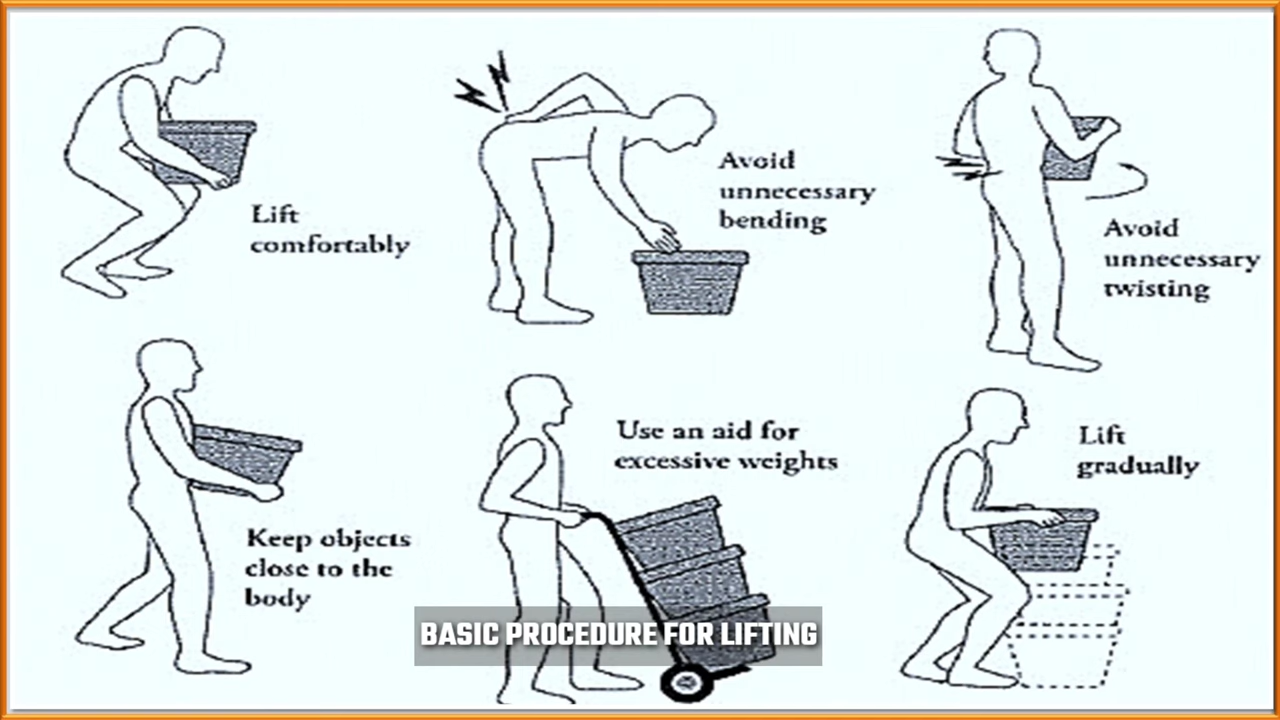 Lift
comfortably
Avoid
unnecessary
bending
Avoid
unnecessary
twisting
Keep objects
close to the
body
Use an aid for
excessive weights
Lift
gradually
BASIC PROCEDURE FOR LIFTING